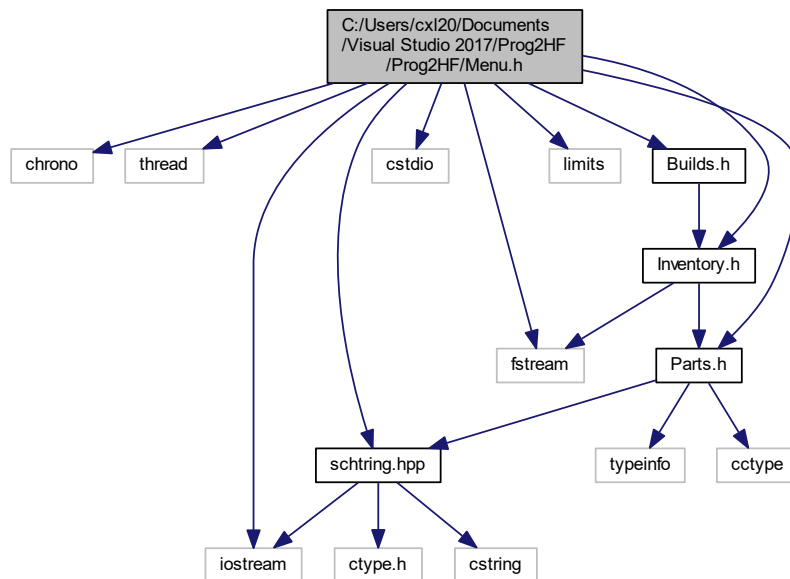 C:/Users/cxl20/Documents
/Visual Studio 2017/Prog2HF
/Prog2HF/Menu.h
chrono
thread
cstdio
limits
Builds.h
Inventory.h
fstream
Parts.h
schtring.hpp
typeinfo
cctype
iostream
ctype.h
cstring